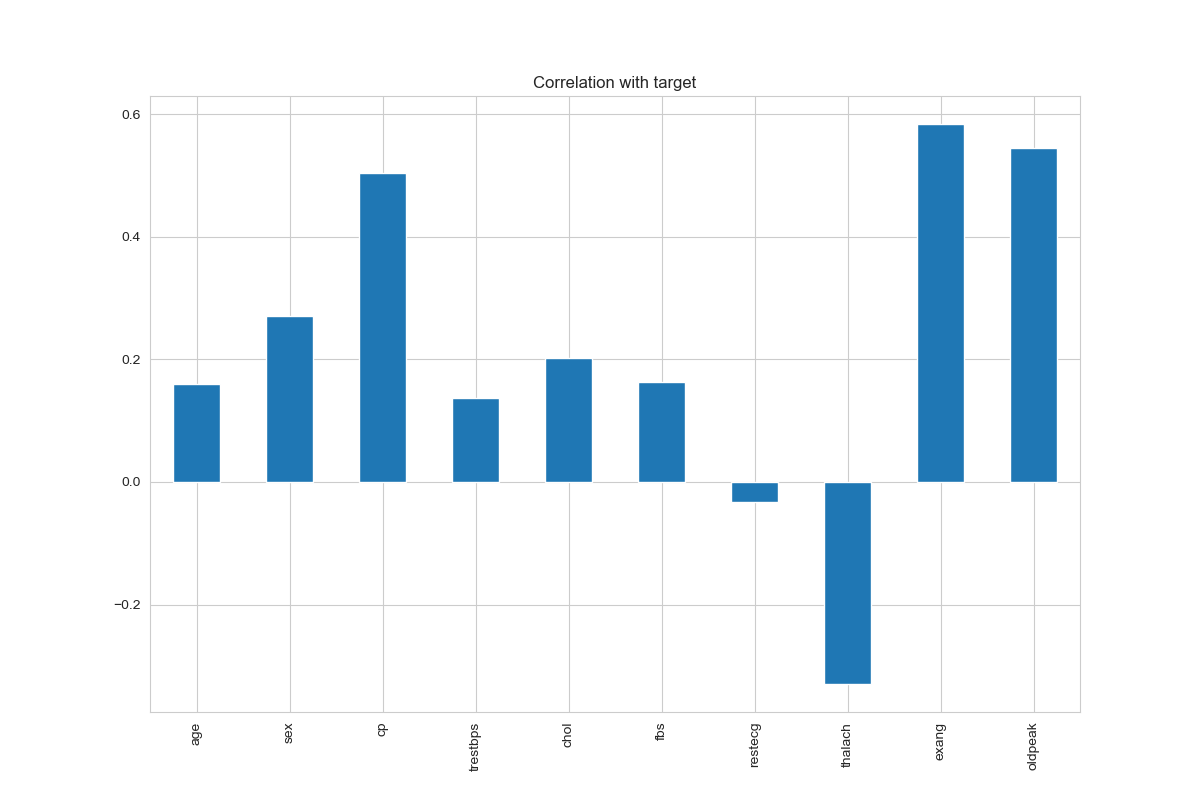 Correlation with target
0.6
0.4
0.2
0.0
−0.2
age
sex
cp
trestbps
chol
fbs
restecg
thalach
exang
oldpeak